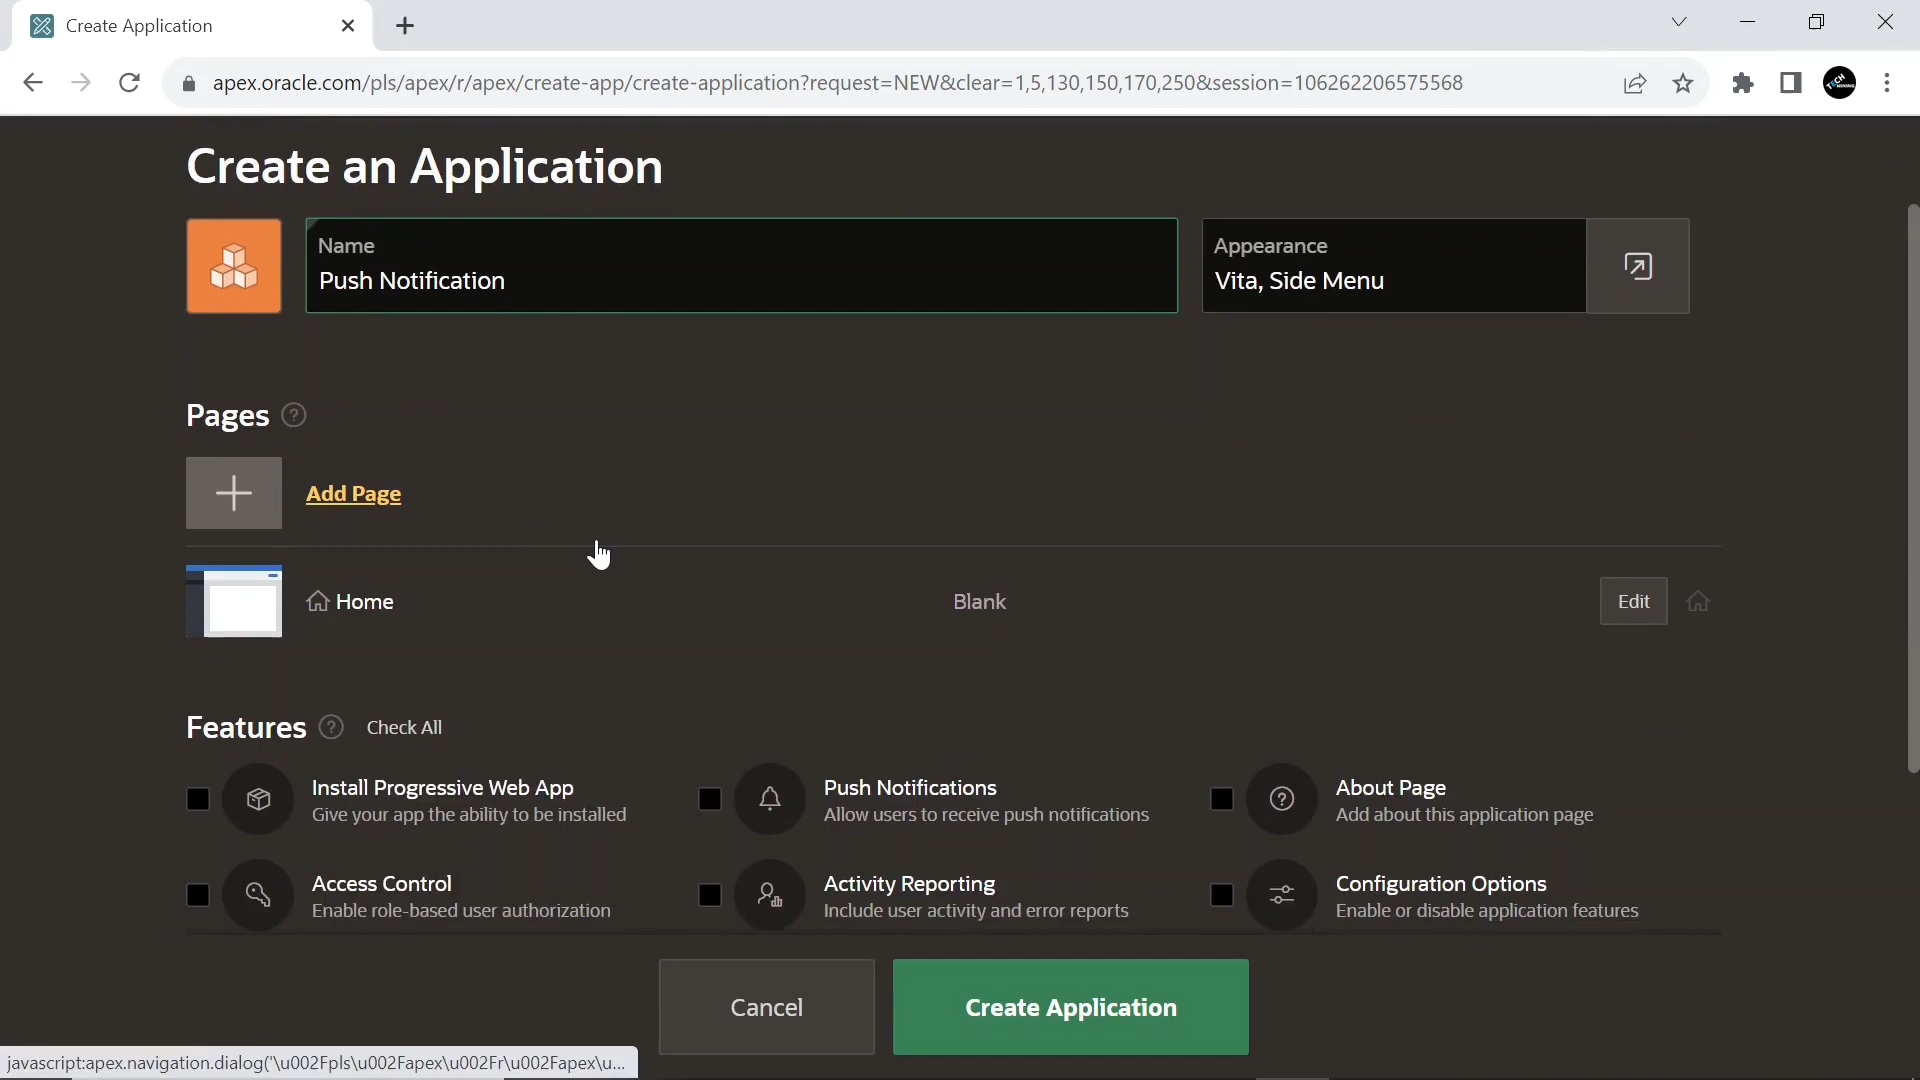 Create Application
apex.oracle.com/pls/apex/r/apex/create-app/create-application?request=NEW&clear=1,5,130,150,170,250&session=106262206575568
Create an Application
Name
Push Notification
Appearance
Vita, Side Menu
Pages
Add Page
Home
Blank
Edit
Features
Check All
Install Progressive Web App
Give your app the ability to be installed
Push Notifications
Allow users to receive push notifications
About Page
Add about this application page
Access Control
Enable role-based user authorization
Activity Reporting
Include user activity and error reports
Configuration Options
Enable or disable application features
Cancel
Create Application
javascript:apex.navigation.dialog('\u002Fpls\u002Fapex\u002Fr\u002Fapex\u...